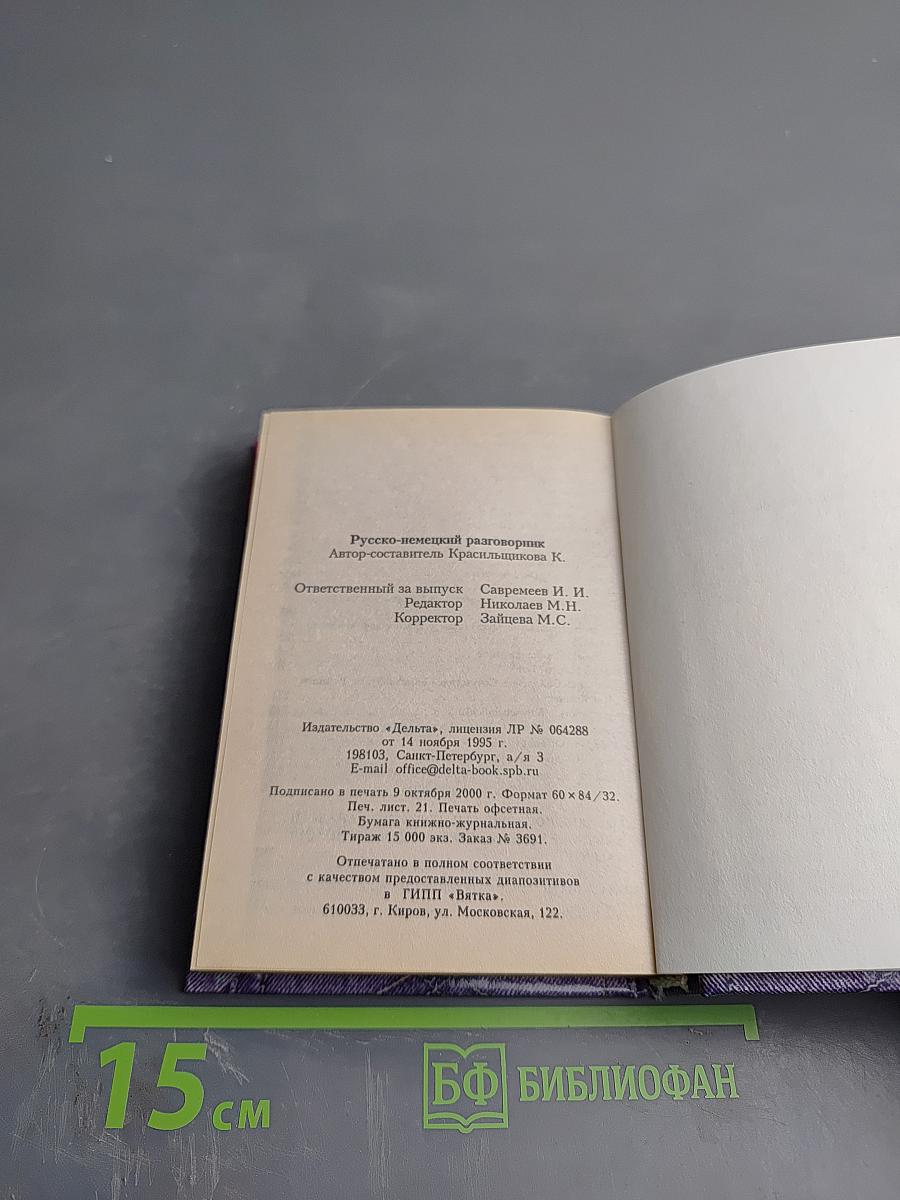 Русско-немецкий разговорник
Автор-составитель Красильщикова К.
Ответственный за выпуск Савремеев И. И.
Редактор Николаев М.Н.
Корректор Зайцева М.С.
Издательство «Дельта», лицензия ЛР № 064288
от 14 ноября 1995 г.
198103, Санкт-Петербург, а/я 3
E-mail office@delta-book.spb.ru
Подписано в печать 9 октября 2000 г. Формат 60×84/32.
Печ. лист. 21. Печать офсетная.
Бумага книжно-журнальная.
Тираж 15 000 экз. Заказ № 3691.
Отпечатано в полном соответствии
с качеством предоставленных диапозитивов
в ГИПП «Вятка».
610033, г. Киров, ул. Московская, 122.
15 см
БФ БИБЛИОФАН